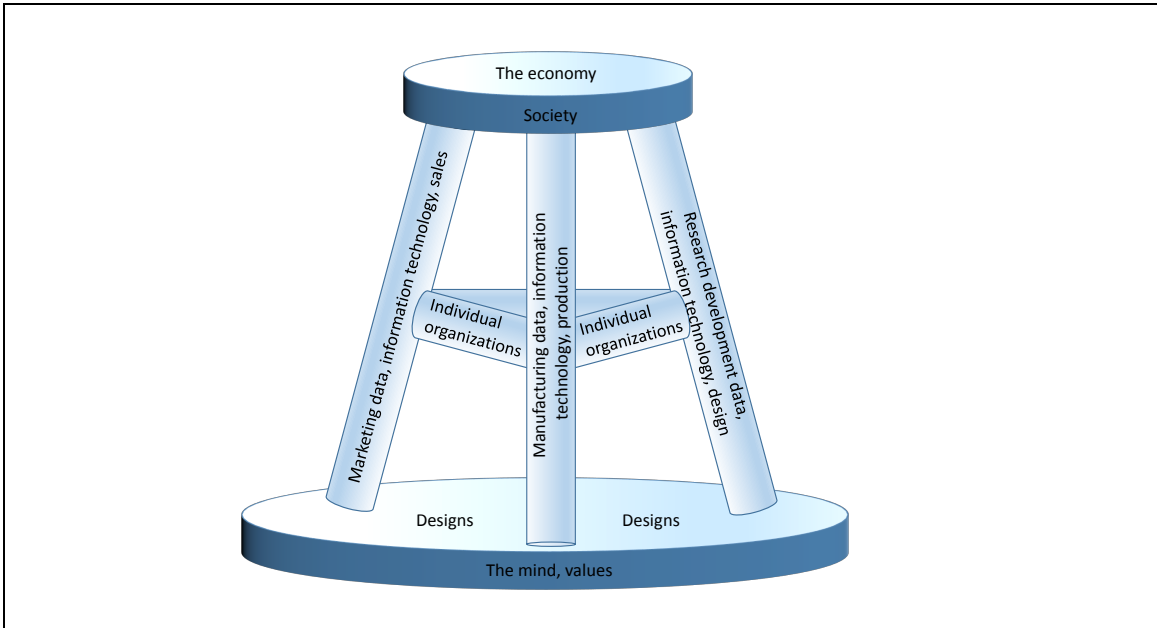 The economy
Society
Marketing data, information technology, sales
Individual
organizations
Manufacturing data, information
technology, production
Individual
organizations
Research development data,
information technology, design
Designs
Designs
The mind, values